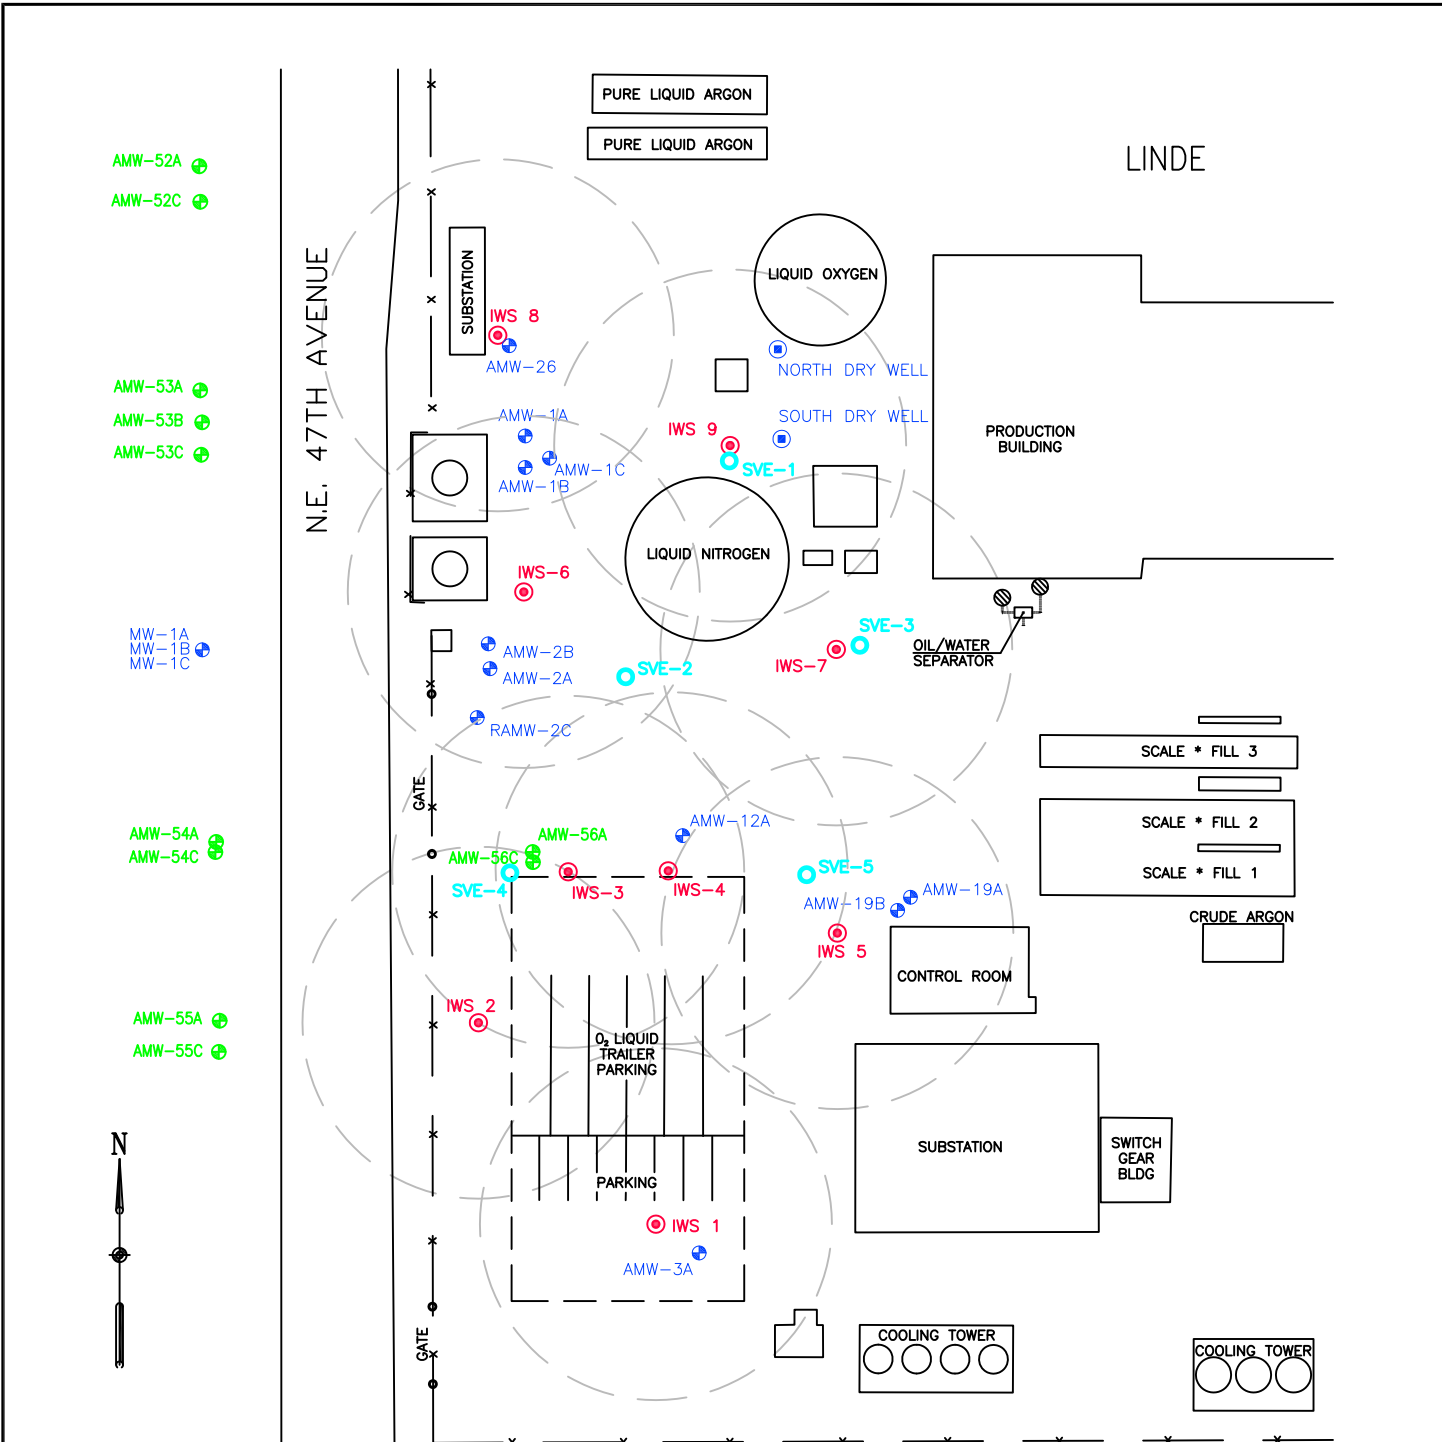 PURE LIQUID ARGON
PURE LIQUID ARGON
LINDE
AMW-52A
AMW-52C
N.E. 47TH AVENUE
SUBSTATION
LIQUID OXYGEN
IWS 8
AMW-26
NORTH DRY WELL
AMW-53A
AMW-53B
AMW-53C
AMW-1A
AMW-1C
AMW-1B
IWS 9
SOUTH DRY WELL
SVE-1
PRODUCTION
BUILDING
LIQUID NITROGEN
IWS-6
MW-1A
MW-1B
MW-1C
AMW-2B
AMW-2A
SVE-2
SVE-3
IWS-7
OIL/WATER
SEPARATOR
RAMW-2C
GATE
SCALE * FILL 3
SCALE * FILL 2
SCALE * FILL 1
AMW-54A
AMW-54C
AMW-56A
AMW-56C
AMW-12A
SVE-4
IWS-3
IWS-4
SVE-5
AMW-19A
AMW-19B
IWS 5
CRUDE ARGON
CONTROL ROOM
IWS 2
AMW-55A
AMW-55C
O₂ LIQUID
TRAILER
PARKING
N
SUBSTATION
SWITCH
GEAR
BLDG
PARKING
IWS 1
AMW-3A
GATE
COOLING TOWER
COOLING TOWER